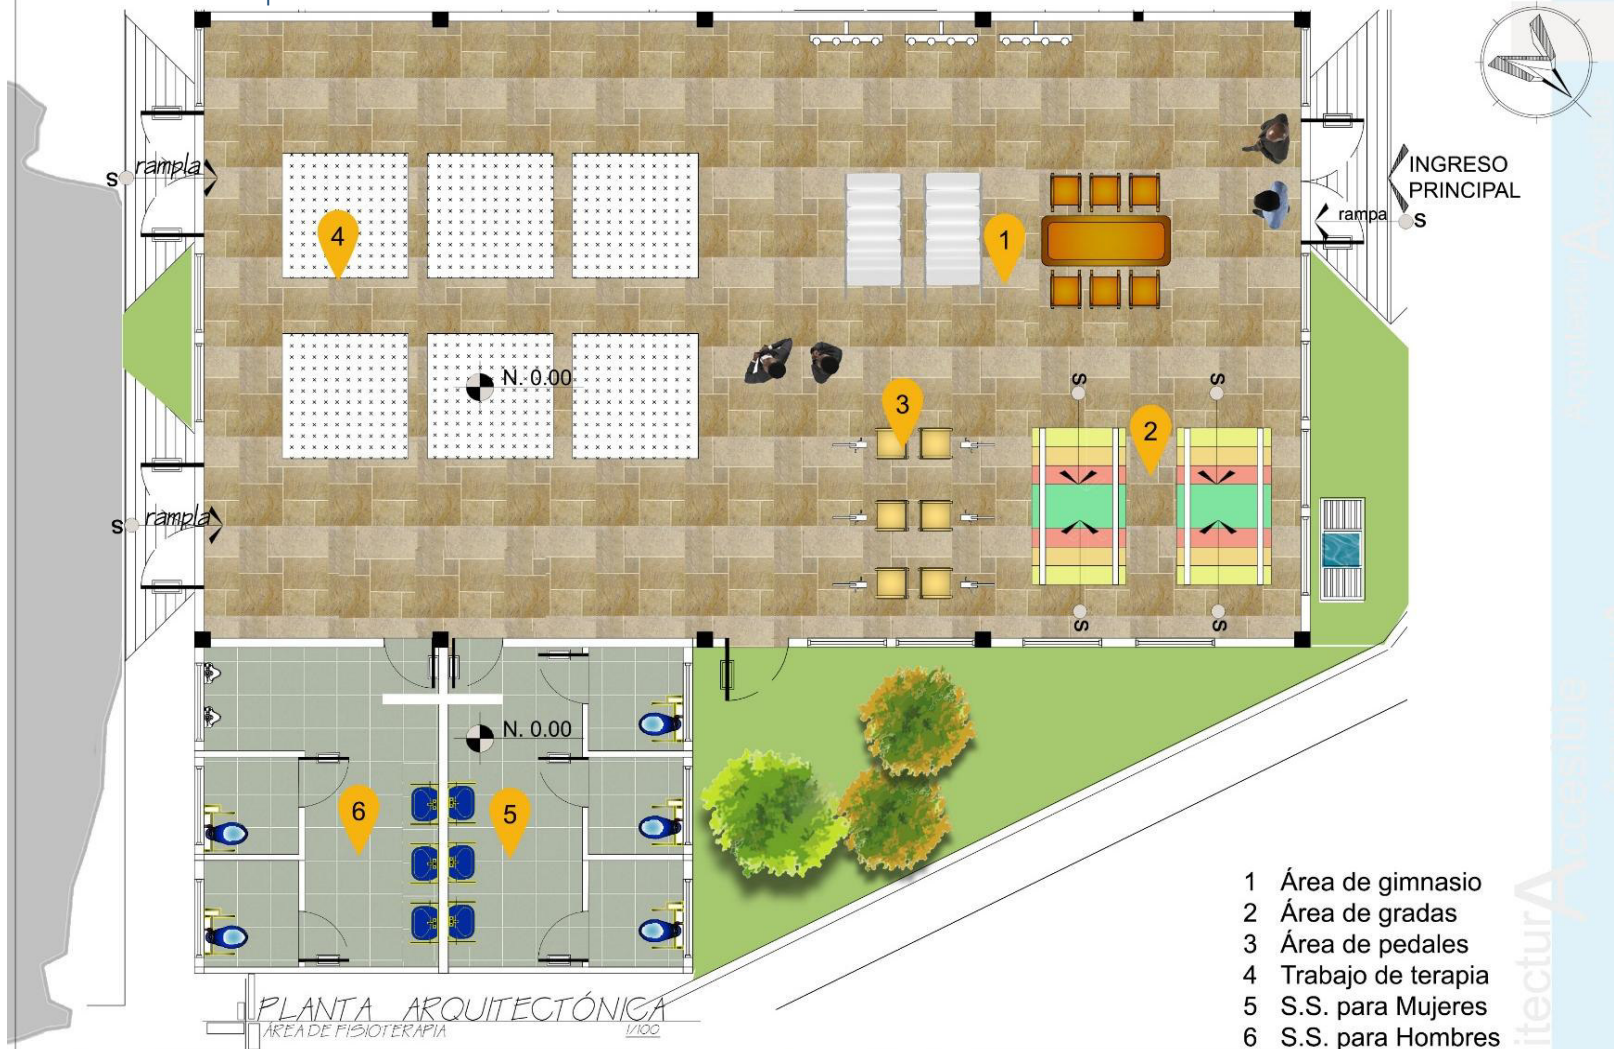 INGRESO
PRINCIPAL
rampa
S
S
rampla
4
1
N. 0.00
3
S
S
2
S
rampla
S
S
N. 0.00
6
5
1 Área de gimnasio
2 Área de gradas
3 Área de pedales
4 Trabajo de terapia
5 S.S. para Mujeres
6 S.S. para Hombres
PLANTA ARQUITECTÓNICA
ÁREA DE FISIOTERAPIA 1/100
itecturA Accesible